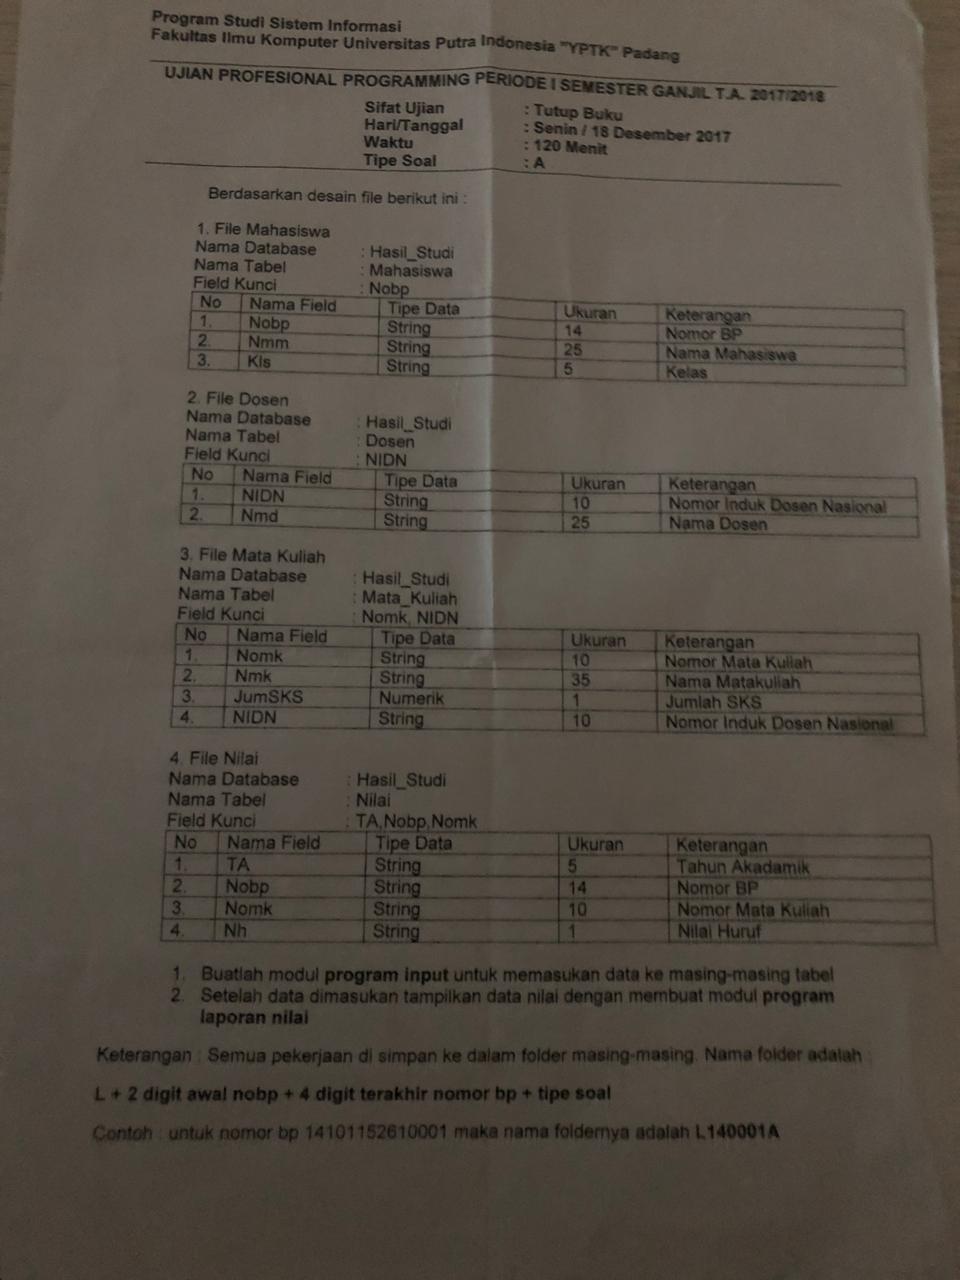 Program Studi Sistem Informasi
Fakultas Ilmu Komputer Universitas Putra Indonesia "YPTK" Padang
UJIAN PROFESIONAL PROGRAMMING PERIODE I SEMESTER GANJIL T.A. 2017/2018
Sifat Ujian : Tutup Buku
Hari/Tanggal : Senin / 18 Desember 2017
Waktu : 120 Menit
Tipe Soal : A
Berdasarkan desain file berikut ini :
1. File Mahasiswa
Nama Database : Hasil_Studi
Nama Tabel : Mahasiswa
Field Kunci : Nobp
No Nama Field Tipe Data Ukuran Keterangan
1. Nobp String 14 Nomor BP
2. Nmm String 25 Nama Mahasiswa
3. Kls String 5 Kelas
2. File Dosen
Nama Database : Hasil_Studi
Nama Tabel : Dosen
Field Kunci : NIDN
No Nama Field Tipe Data Ukuran Keterangan
1. NIDN String 10 Nomor Induk Dosen Nasional
2. Nmd String 25 Nama Dosen
3. File Mata Kuliah
Nama Database : Hasil_Studi
Nama Tabel : Mata_Kuliah
Field Kunci : Nomk, NIDN
No Nama Field Tipe Data Ukuran Keterangan
1. Nomk String 10 Nomor Mata Kuliah
2. Nmk String 35 Nama Matakuliah
3. JumSKS Numerik 1 Jumlah SKS
4. NIDN String 10 Nomor Induk Dosen Nasional
4. File Nilai
Nama Database : Hasil_Studi
Nama Tabel : Nilai
Field Kunci : TA,Nobp,Nomk
No Nama Field Tipe Data Ukuran Keterangan
1. TA String 5 Tahun Akadamik
2. Nobp String 14 Nomor BP
3. Nomk String 10 Nomor Mata Kuliah
4. Nh String 1 Nilai Huruf
1. Buatlah modul program input untuk memasukan data ke masing-masing tabel
2. Setelah data dimasukan tampilkan data nilai dengan membuat modul program
laporan nilai
Keterangan : Semua pekerjaan di simpan ke dalam folder masing-masing. Nama folder adalah :
L + 2 digit awal nobp + 4 digit terakhir nomor bp + tipe soal
Contoh : untuk nomor bp 14101152610001 maka nama foldernya adalah L140001A